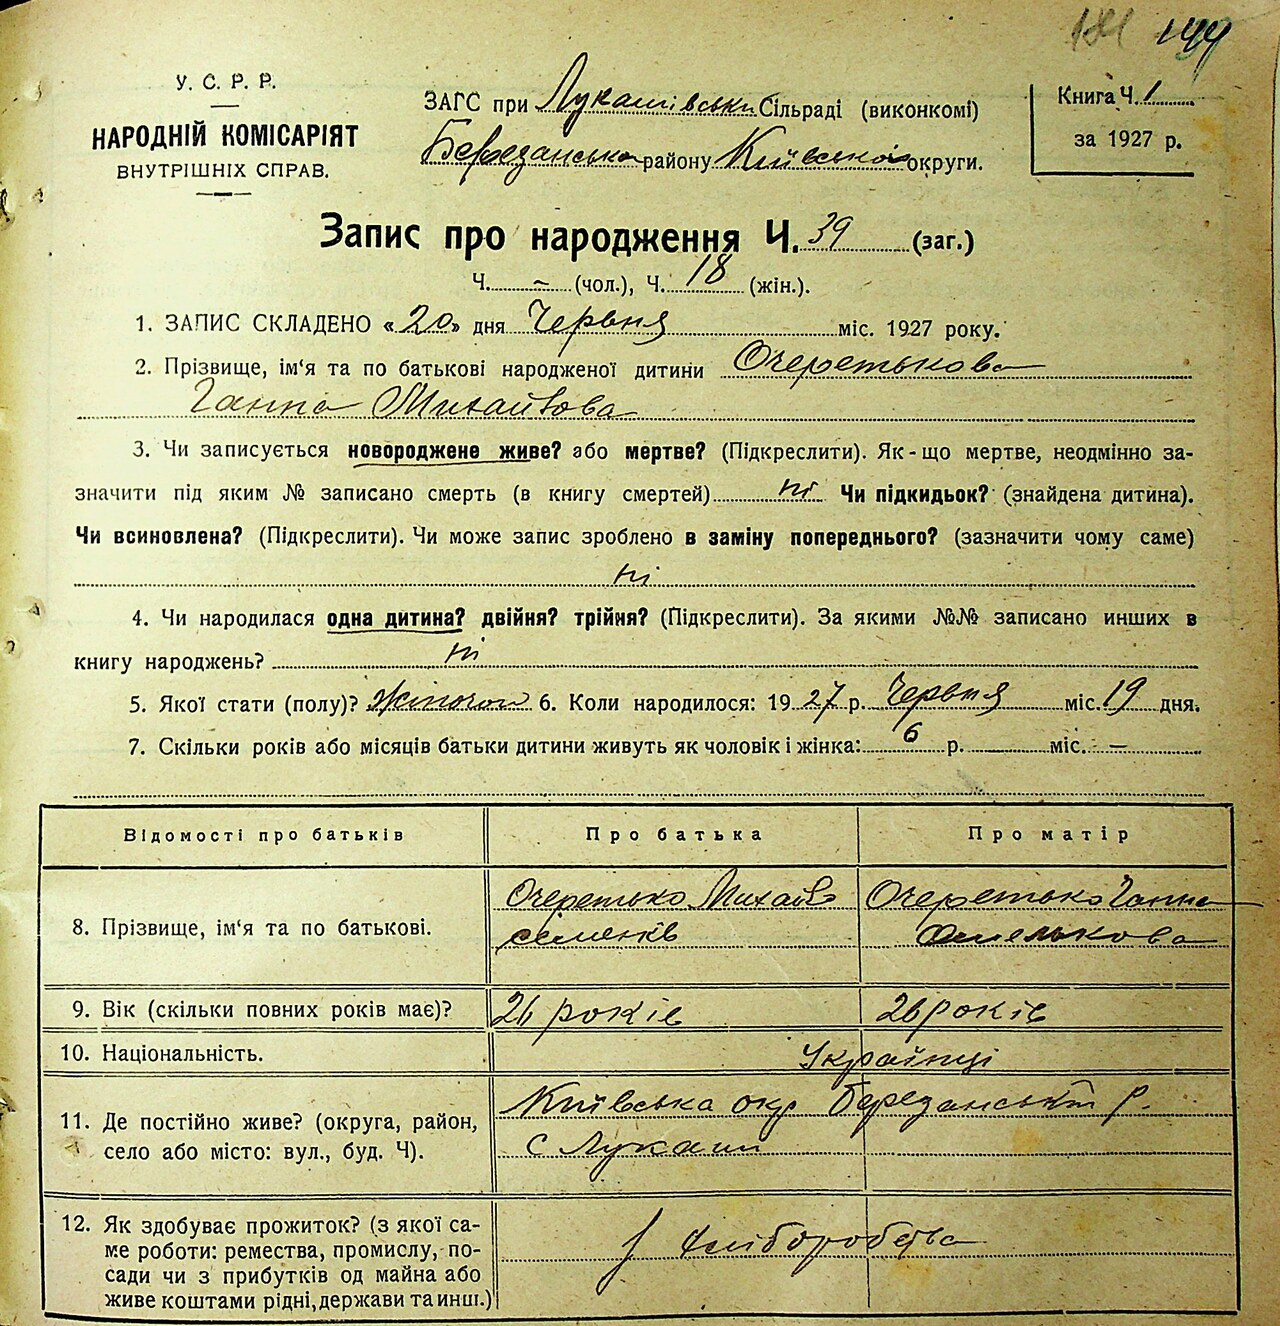 144
У. С. Р. Р.
НАРОДНІЙ КОМІСАРІЯТ
ВНУТРІШНІХ СПРАВ.
ЗАГС при Лукашівській Сільраді (виконкомі)
Березанського району Київської округи.
Книга Ч. 1
за 1927 р.
Запис про народження Ч. 39 (заг.)
Ч. ~ (чол.), Ч. 18 (жін.).
1. ЗАПИС СКЛАДЕНО «20» дня Червня міс. 1927 року.
2. Прізвище, ім'я та по батькові народженої дитини Очеретькова
Ганна Михайлова
3. Чи записується новороджене живе? або мертве? (Підкреслити). Як-що мертве, неодмінно за-
значити під яким № записано смерть (в книгу смертей) ні Чи підкидьок? (знайдена дитина).
Чи всиновлена? (Підкреслити). Чи може запис зроблено в заміну попереднього? (зазначити чому саме)
ні
4. Чи народилася одна дитина? двійня? трійня? (Підкреслити). За якими №№ записано инших в
книгу народжень? ні
5. Якої стати (полу)? Жіночої 6. Коли народилося: 1927 р. Червня міс. 19 дня.
7. Скільки років або місяців батьки дитини живуть як чоловік і жінка: 6 р. міс. —
Відомості про батьків Про батька Про матір
8. Прізвище, ім'я та по батькові. Очеретько Михайло Очеретько Ганна
Семенів Омелькова
9. Вік (скільки повних років має)? років 26 років
10. Національність. Українці
11. Де постійно живе? (округа, район,
село або місто: вул., буд. Ч).
Київська окр Березанський р.
с Лукаші
12. Як здобуває прожиток? (з якої са-
ме роботи: ремества, промислу, по-
сади чи з прибутків од майна або
живе коштами рідні, держави та инш.)
З хліборобства